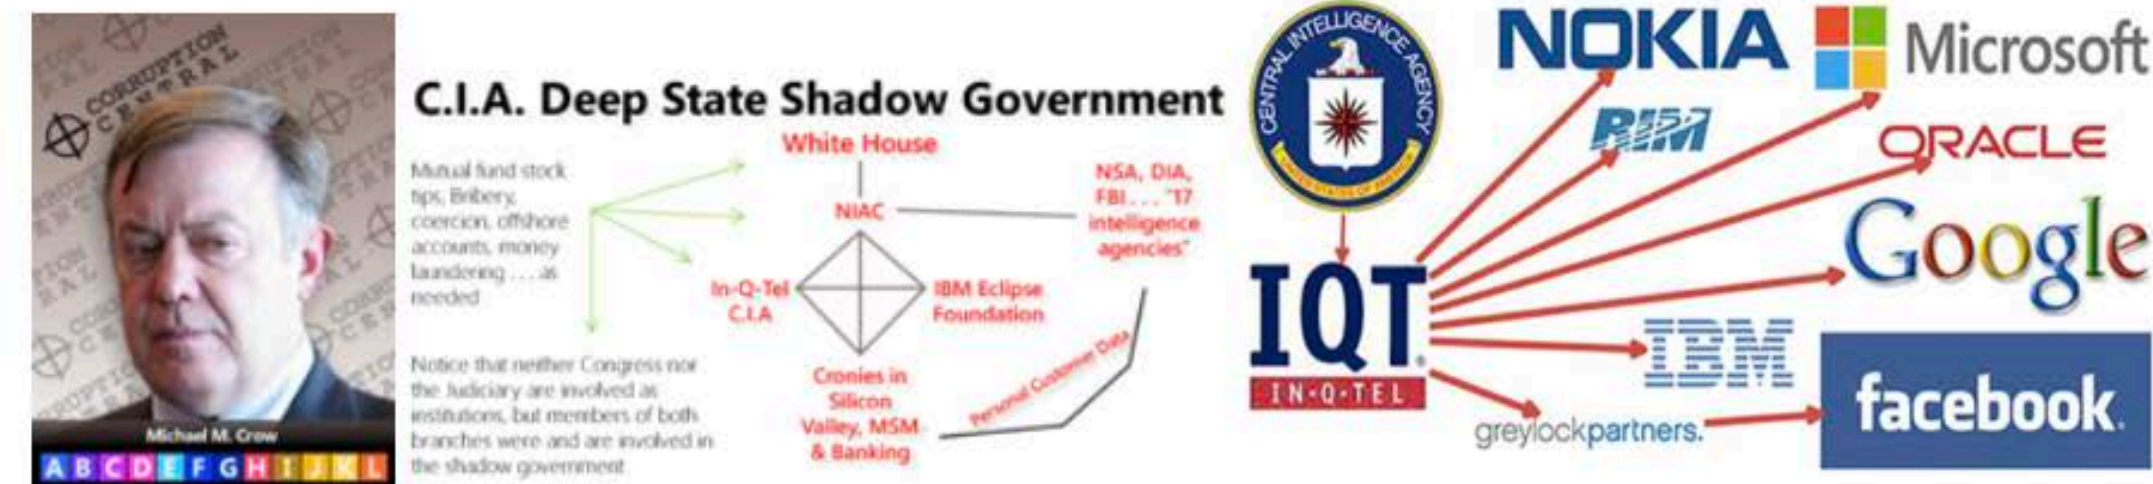 CORRUPTION
CENTRAL
Michael M. Crow
A B C D E F G H I J K L
C.I.A. Deep State Shadow Government
Mutual fund stock
tips, Bribery,
coercion, offshore
accounts, money
laundering . . . as
needed
Notice that neither Congress nor
the Judiciary are involved as
institutions, but members of both
branches were and are involved in
the shadow government
White House
NIAC
NSA, DIA,
FBI . . . "17
intelligence
agencies"
In-Q-Tel
C.I.A
IBM Eclipse
Foundation
Cronies in
Silicon
Valley, MSM
& Banking
Personal Customer Data
CENTRAL INTELLIGENCE AGENCY
UNITED STATES OF AMERICA
IQT
IN-Q-TEL
NOKIA
Microsoft
RIM
ORACLE
Google
IBM
greylockpartners.
facebook.